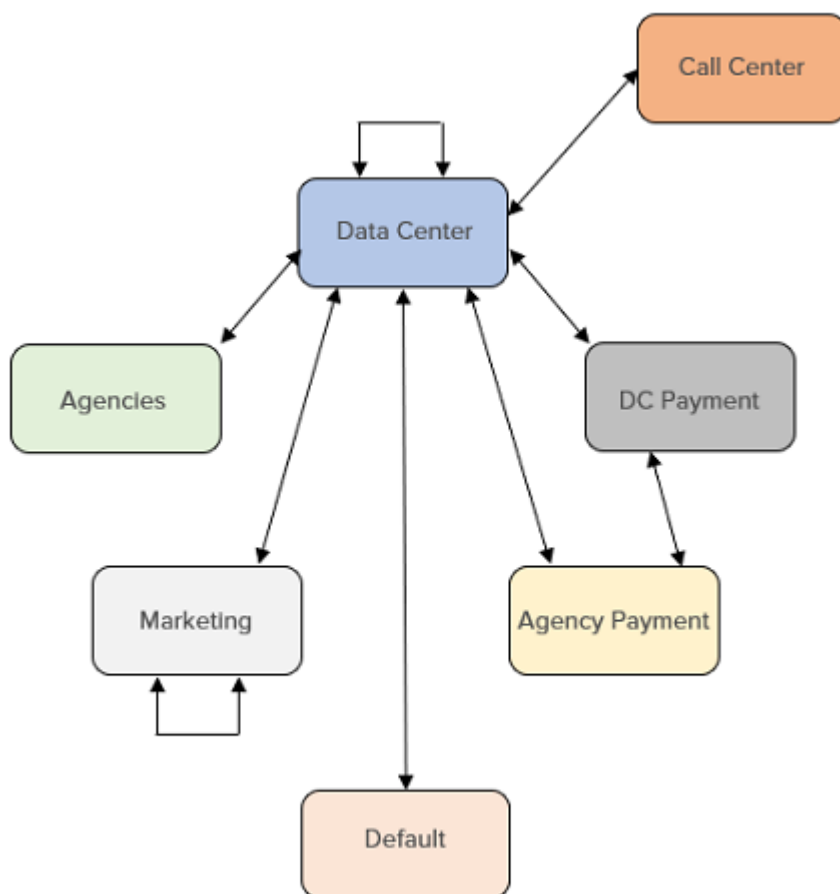 Call Center
Data Center
Agencies
DC Payment
Marketing
Agency Payment
Default